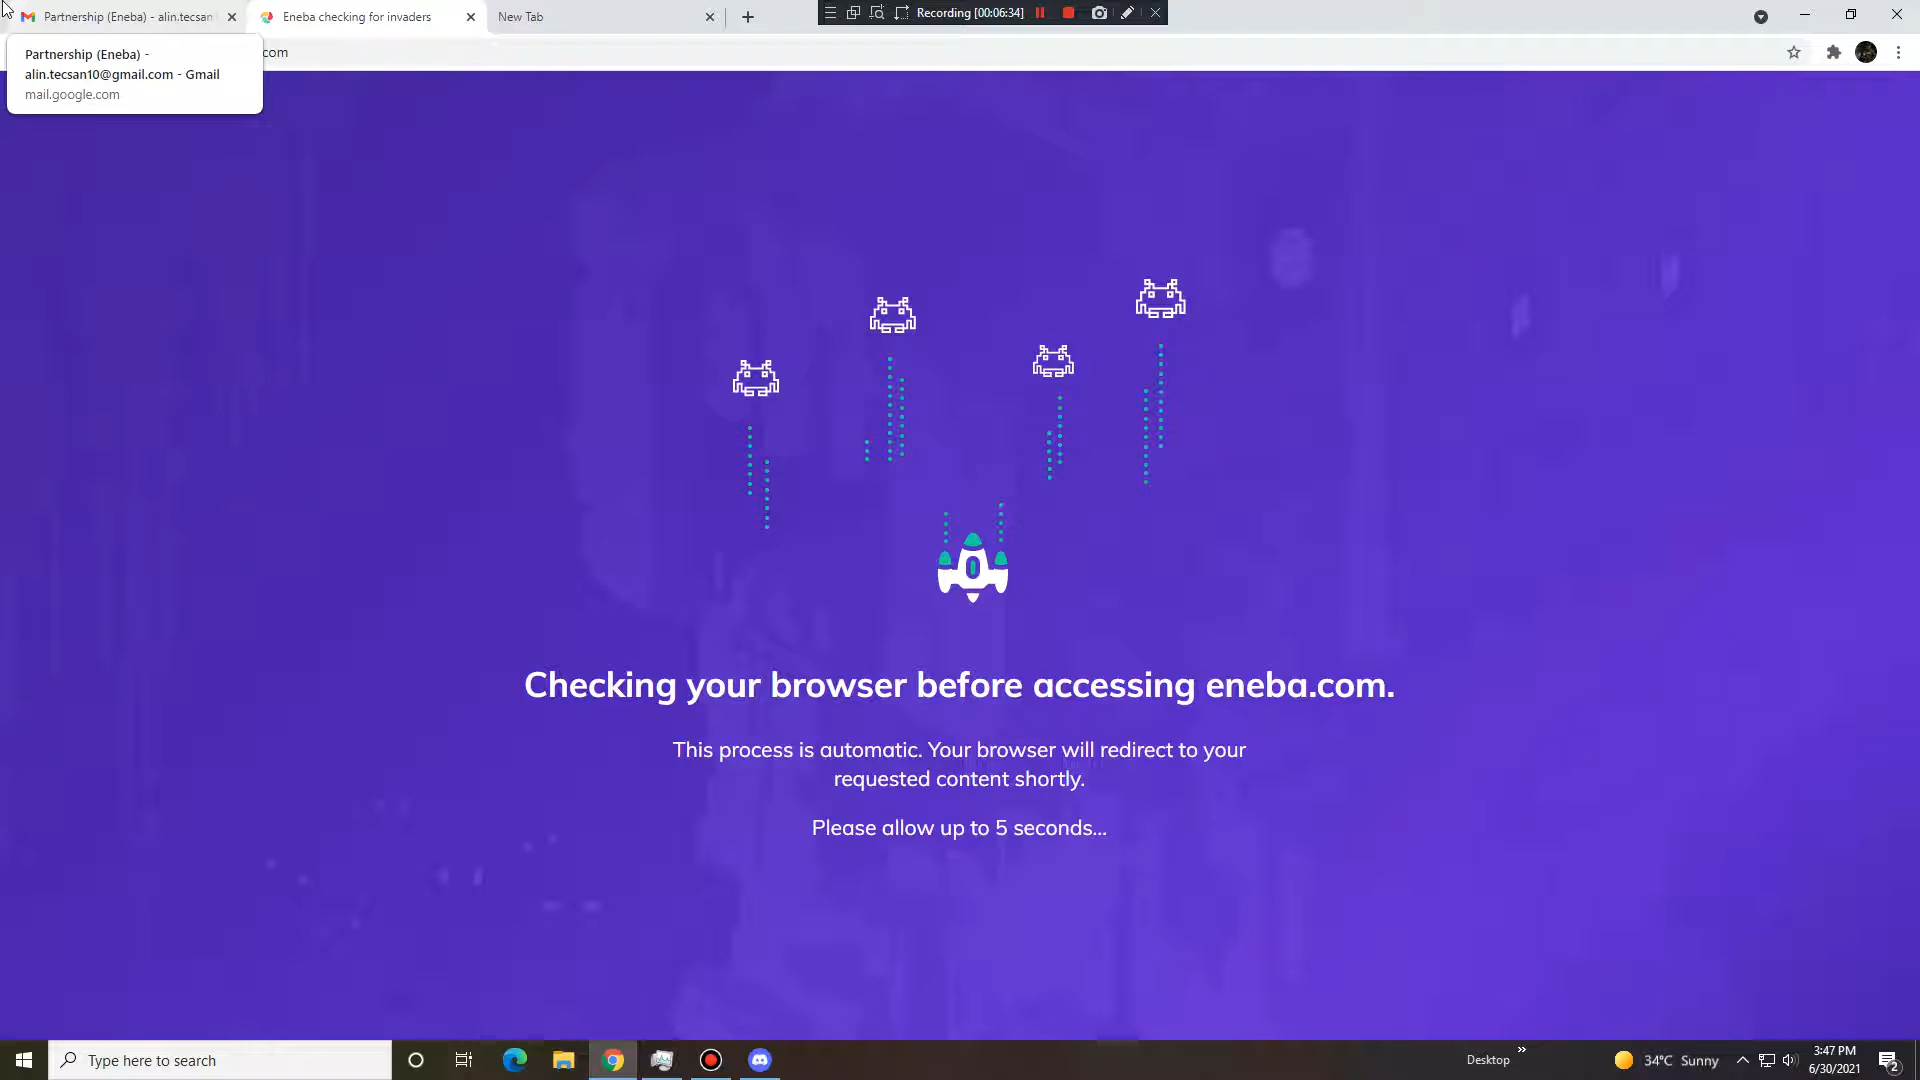 Partnership (Eneba) - alin.tecsan
Eneba checking for invaders
New Tab
Recording [00:06:34]
com
Partnership (Eneba) -
alin.tecsan10@gmail.com - Gmail
mail.google.com
Checking your browser before accessing eneba.com.
This process is automatic. Your browser will redirect to your
requested content shortly.
Please allow up to 5 seconds...
Type here to search
Desktop
34°C Sunny
3:47 PM
6/30/2021
2